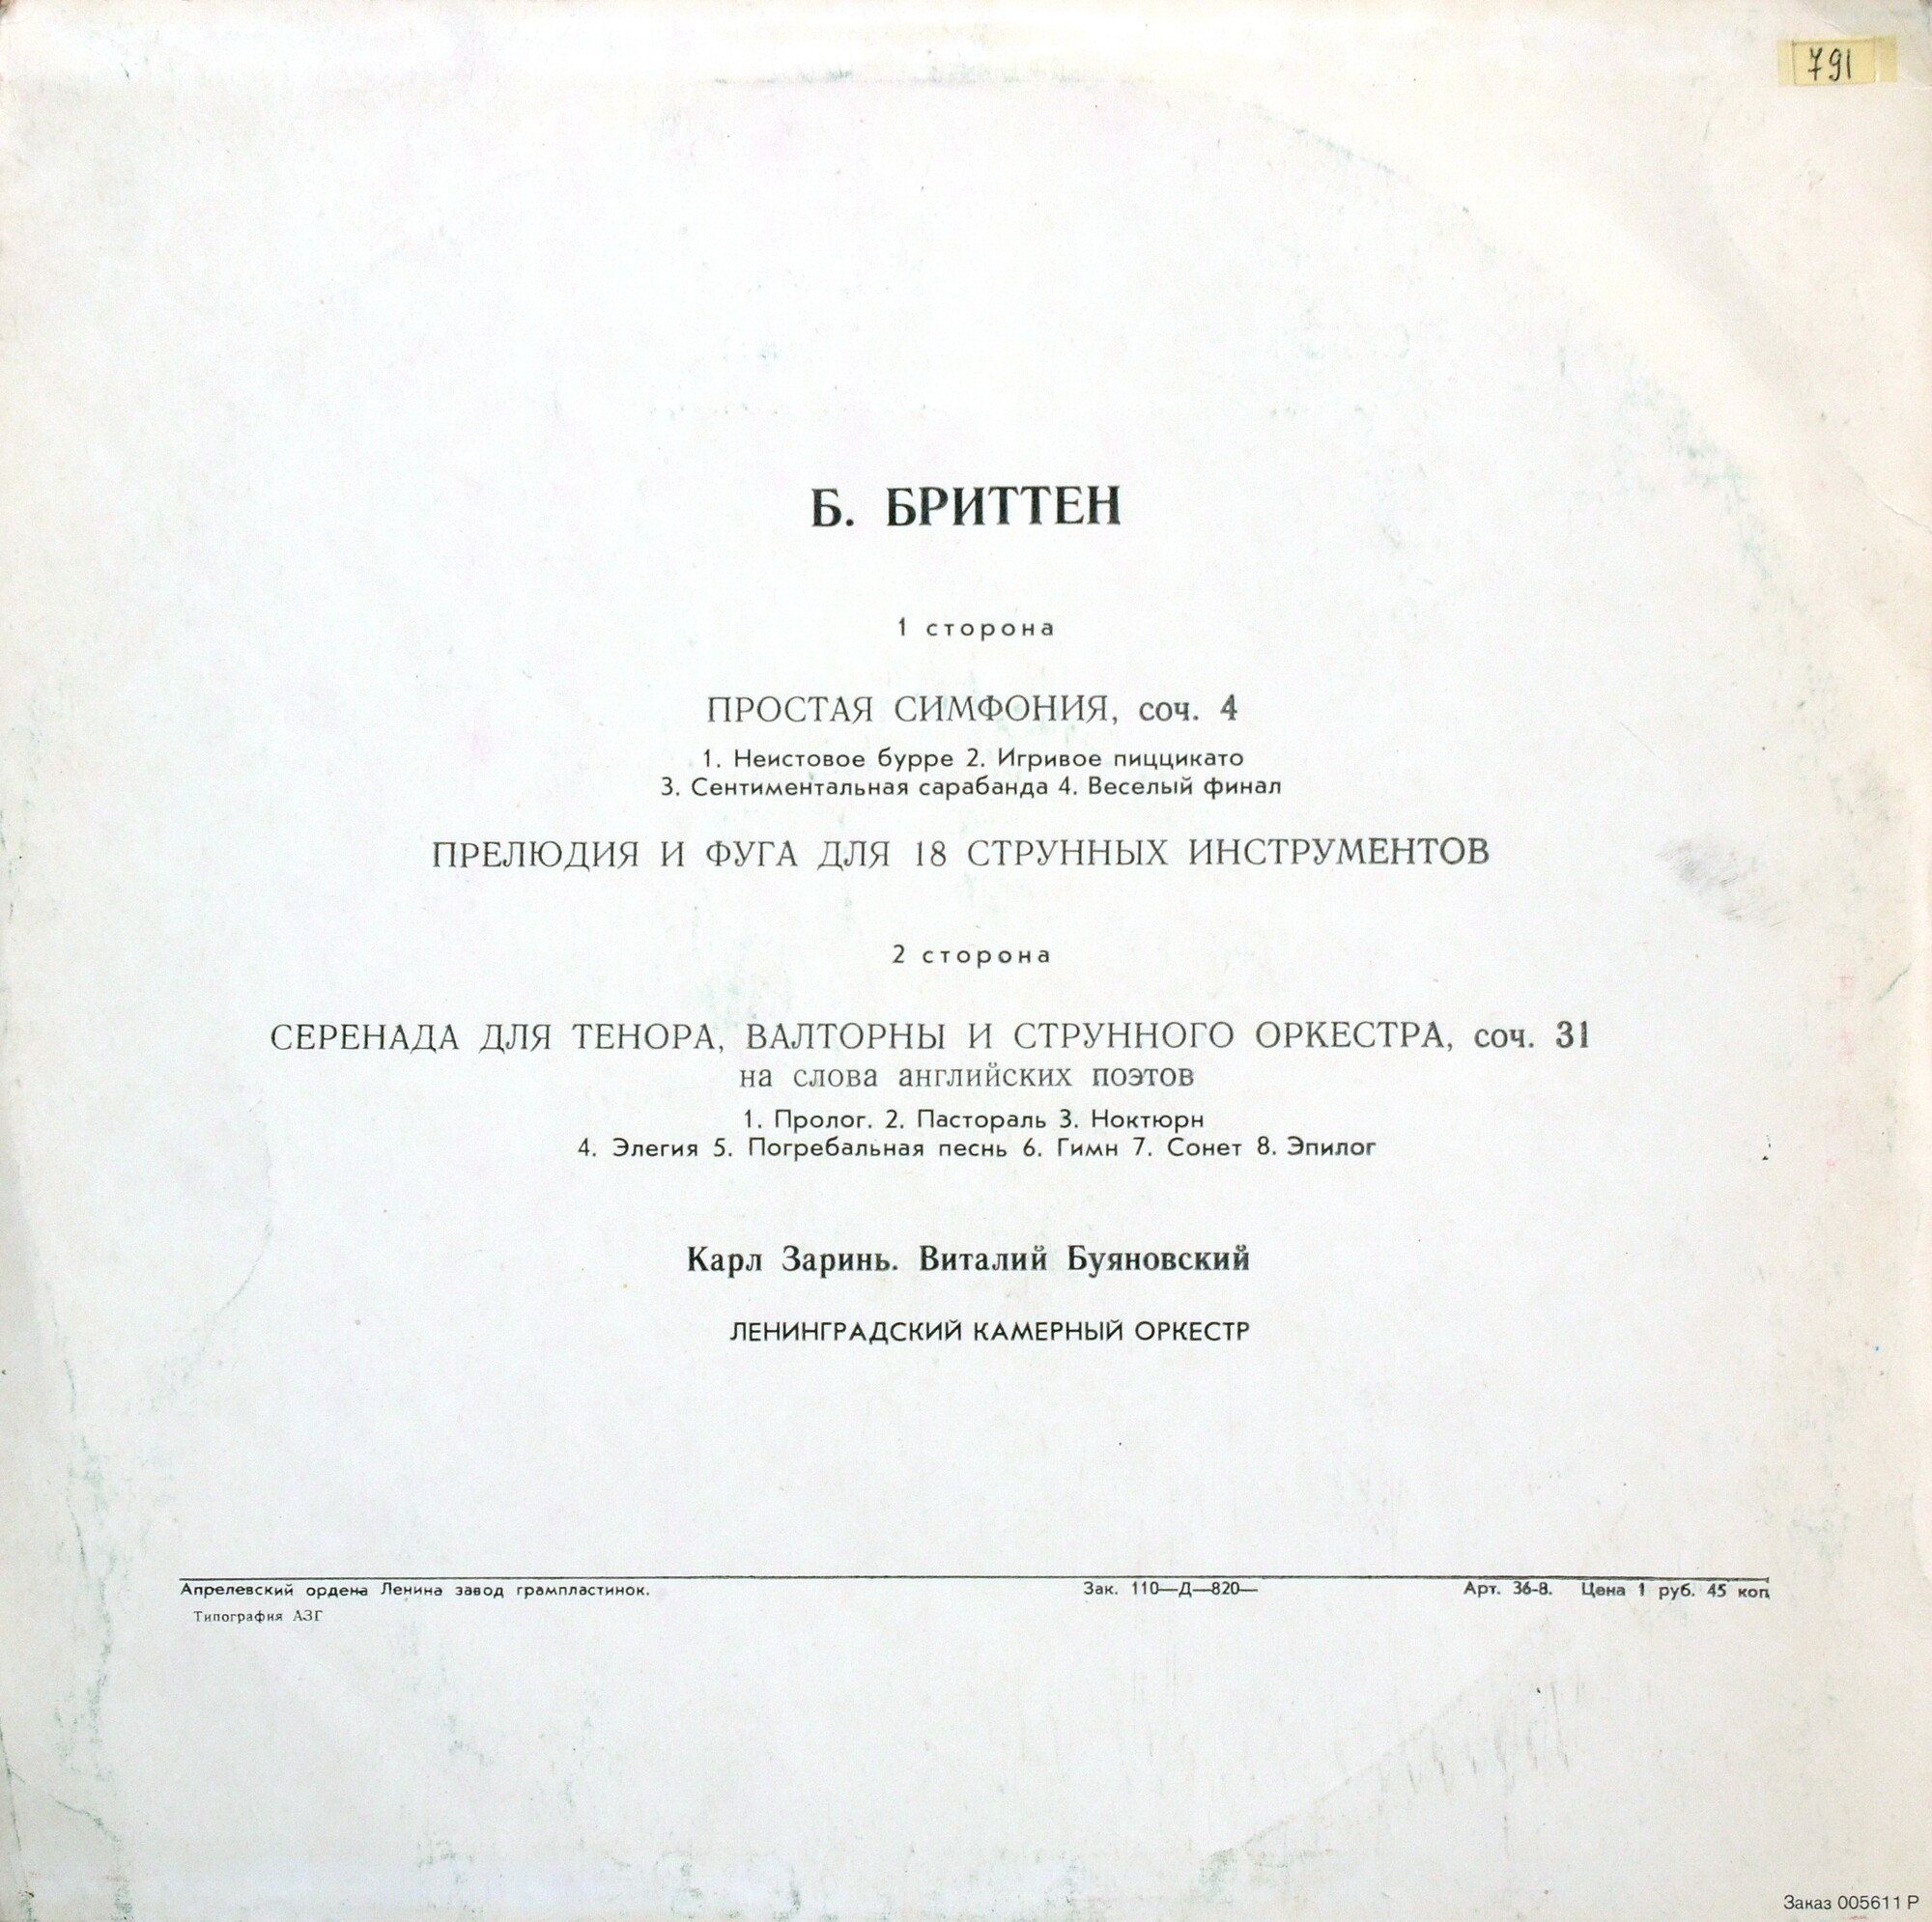 791
Б. БРИТТЕН
1 сторона
ПРОСТАЯ СИМФОНИЯ, соч. 4
1. Неистовое бурре 2. Игривое пиццикато
3. Сентиментальная сарабанда 4. Веселый финал
ПРЕЛЮДИЯ И ФУГА ДЛЯ 18 СТРУННЫХ ИНСТРУМЕНТОВ
2 сторона
СЕРЕНАДА ДЛЯ ТЕНОРА, ВАЛТОРНЫ И СТРУННОГО ОРКЕСТРА, соч. 31
на слова английских поэтов
1. Пролог. 2. Пастораль 3. Ноктюрн
4. Элегия 5. Погребальная песнь 6. Гимн 7. Сонет 8. Эпилог
Карл Заринь. Виталий Буяновский
ЛЕНИНГРАДСКИЙ КАМЕРНЫЙ ОРКЕСТР
Апрелевский ордена Ленина завод грампластинок. Зак. 110—Д—820— Арт. 36-8. Цена 1 руб. 45 коп
Типография АЗГ
Заказ 005611 Р